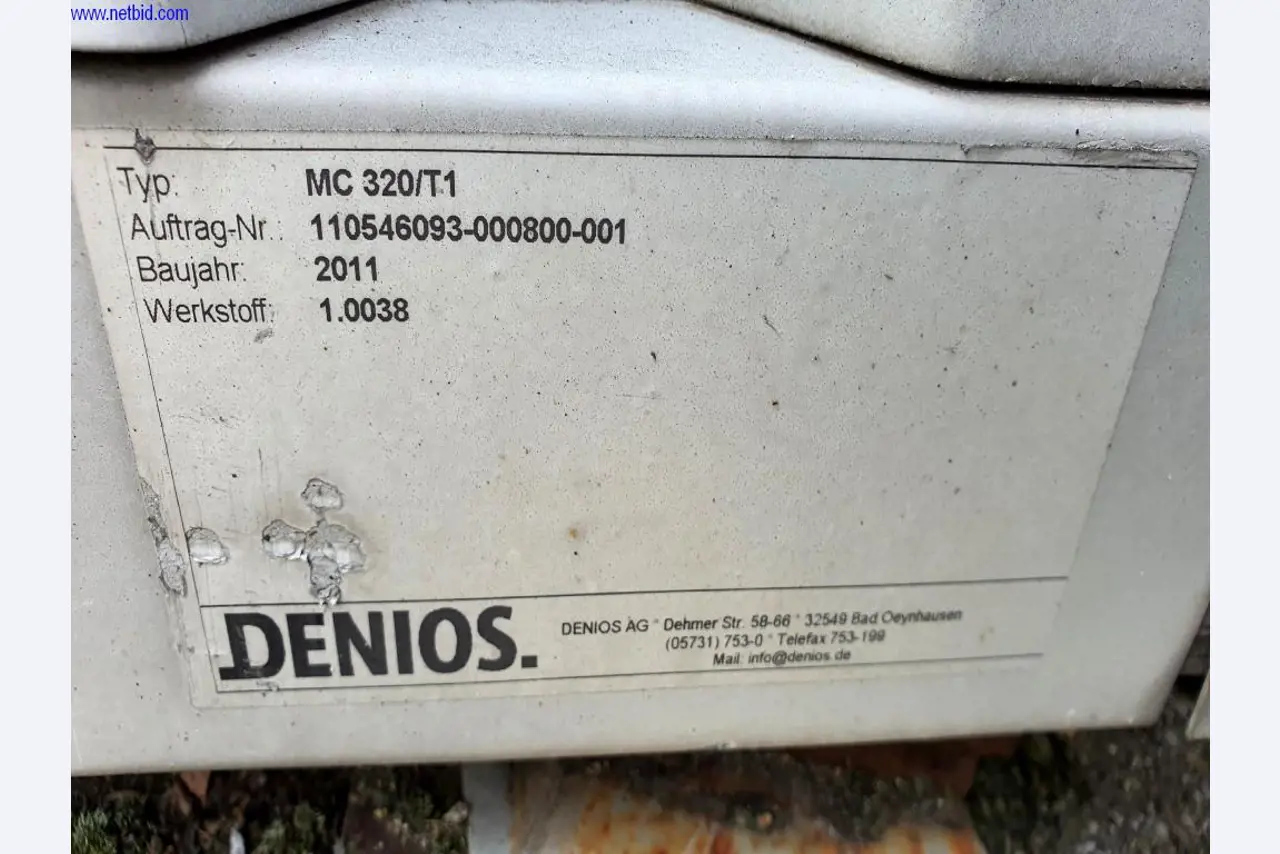 www.netbid.com
Typ: MC 320/T1
Auftrag-Nr.: 110546093-000800-001
Baujahr: 2011
Werkstoff: 1.0038
DENIOS.
DENIOS AG * Dehmer Str. 58-66 * 32549 Bad Oeynhausen
(05731) 753-0 * Telefax 753-199
Mail: info@denios.de